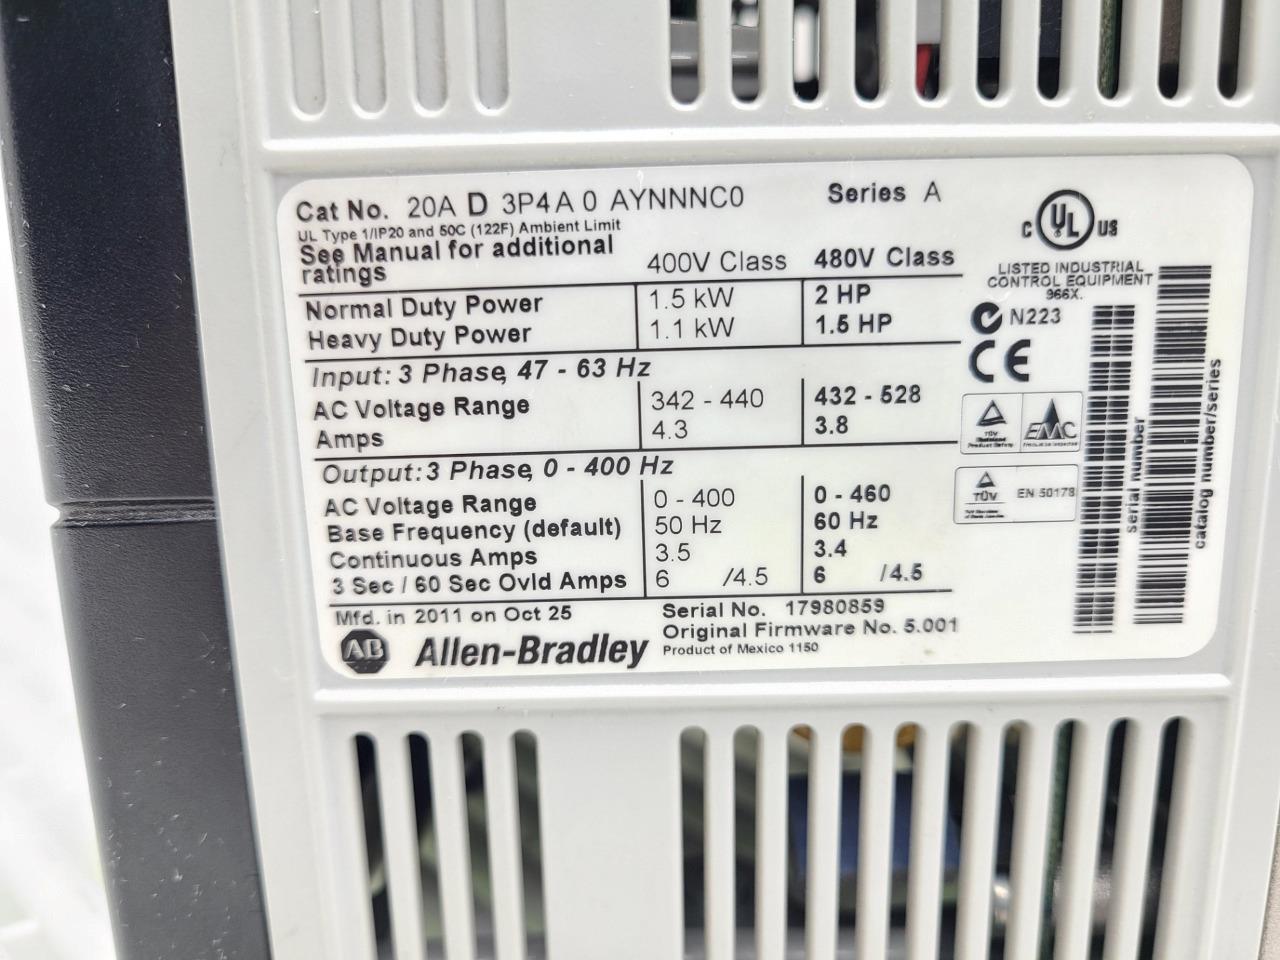 Cat No. 20A D 3P4 A 0 AYNNNC0 Series A
UL Type 1/IP20 and 50C (122F) Ambient Limit
See Manual for additional
ratings
400V Class 480V Class
Normal Duty Power 1.5 kW 2 HP
Heavy Duty Power 1.1 kW 1.5 HP
Input: 3 Phase, 47 - 63 Hz
AC Voltage Range 342 - 440 432 - 528
Amps 4.3 3.8
Output: 3 Phase, 0 - 400 Hz
AC Voltage Range 0 - 400 0 - 460
Base Frequency (default) 50 Hz 60 Hz
Continuous Amps 3.5 3.4
3 Sec / 60 Sec Ovld Amps 6 /4.5 6 /4.5
Mfd. in 2011 on Oct 25
Serial No. 17980859
Original Firmware No. 5.001
Product of Mexico 1150
AB Allen-Bradley
C UL US
LISTED INDUSTRIAL
CONTROL EQUIPMENT
966X.
N223
CE
TÜV
Product Safety
EMC
TÜV
EN 50178
serial number
catalog number/series